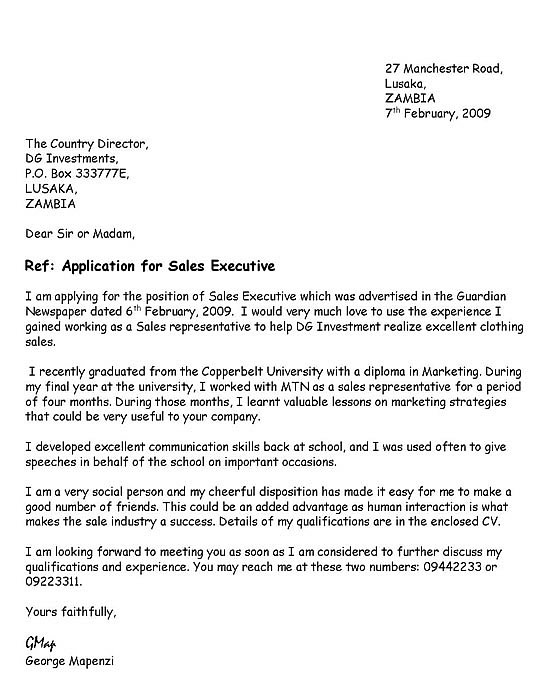 27 Manchester Road,
Lusaka,
ZAMBIA
7th February, 2009
The Country Director,
DG Investments,
P.O. Box 333777E,
LUSAKA,
ZAMBIA
Dear Sir or Madam,
Ref: Application for Sales Executive
I am applying for the position of Sales Executive which was advertised in the Guardian
Newspaper dated 6th February, 2009. I would very much love to use the experience I
gained working as a Sales representative to help DG Investment realize excellent clothing
sales.
I recently graduated from the Copperbelt University with a diploma in Marketing. During
my final year at the university, I worked with MTN as a sales representative for a period
of four months. During those months, I learnt valuable lessons on marketing strategies
that could be very useful to your company.
I developed excellent communication skills back at school, and I was used often to give
speeches in behalf of the school on important occasions.
I am a very social person and my cheerful disposition has made it easy for me to make a
good number of friends. This could be an added advantage as human interaction is what
makes the sale industry a success. Details of my qualifications are in the enclosed CV.
I am looking forward to meeting you as soon as I am considered to further discuss my
qualifications and experience. You may reach me at these two numbers: 09442233 or
09223311.
Yours faithfully,
GMap
George Mapenzi